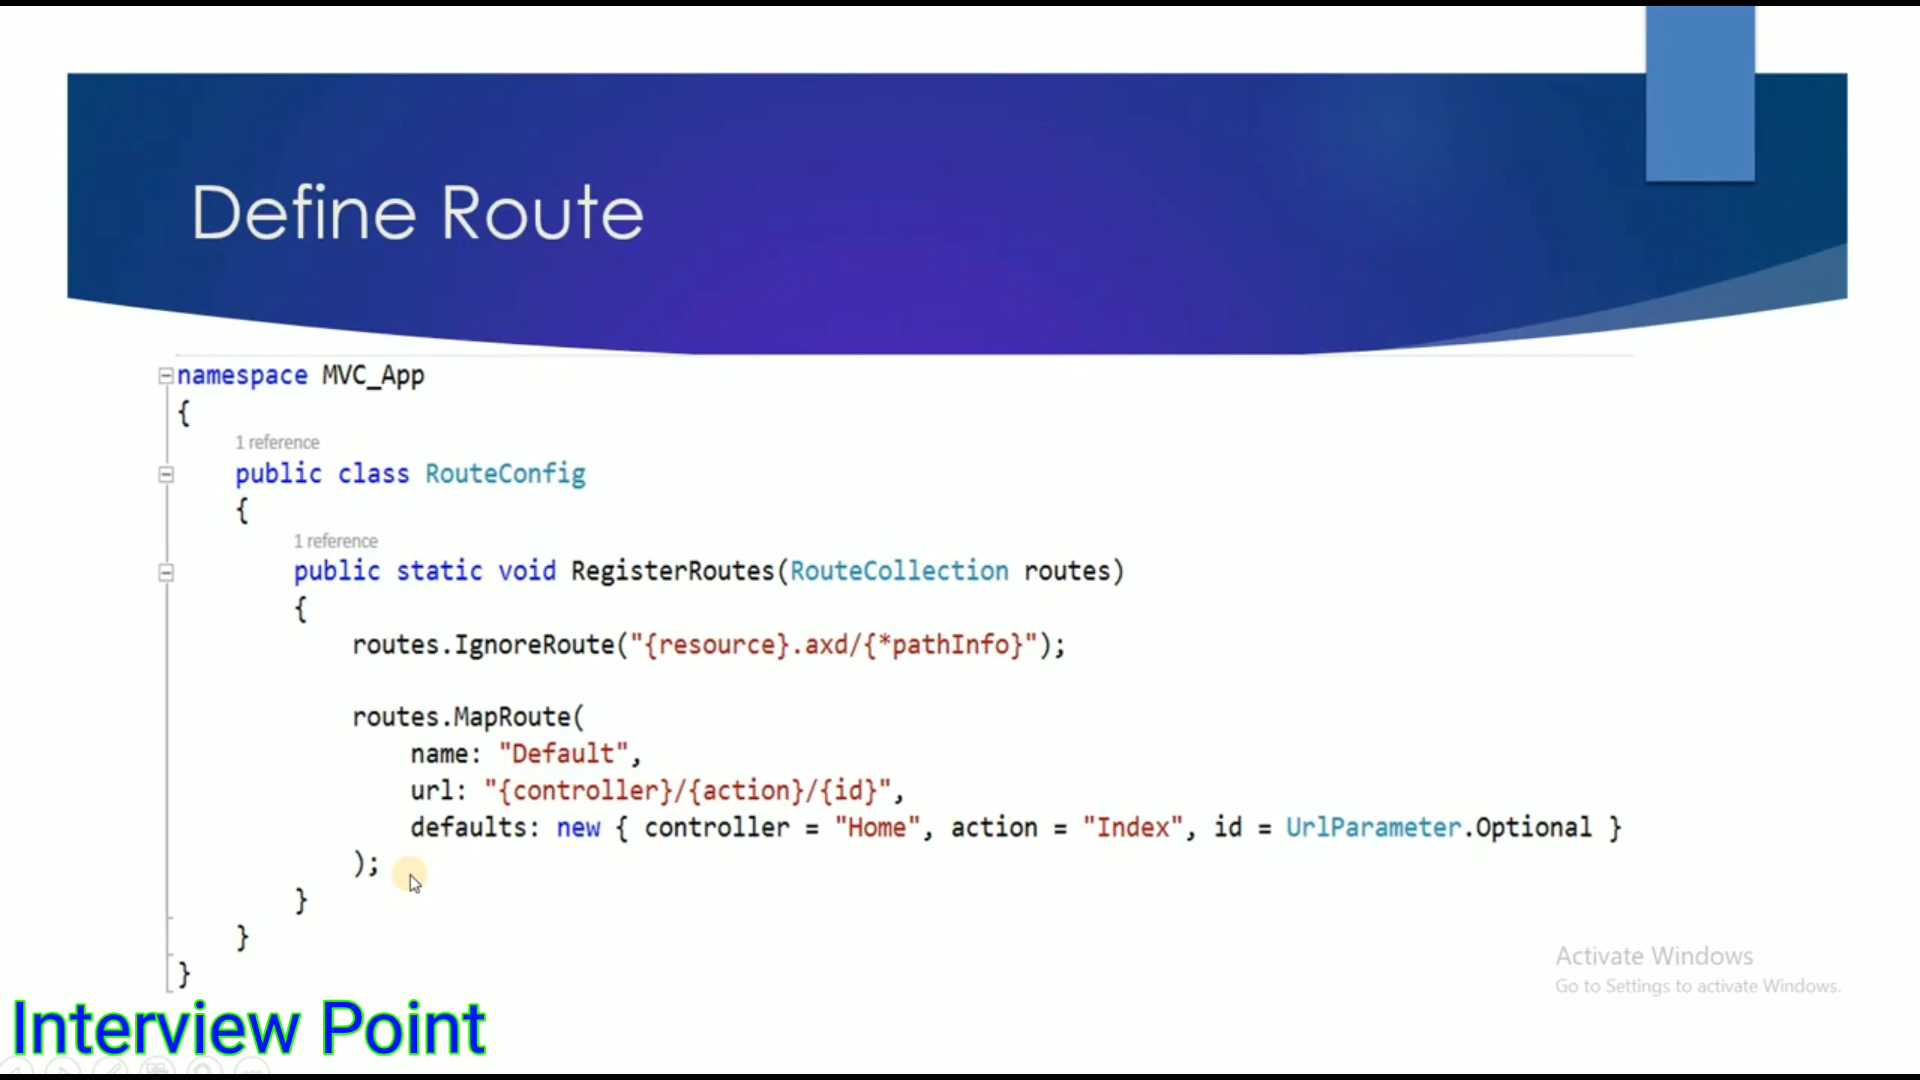 Define Route
namespace MVC_App
{
1 reference
public class RouteConfig
{
1 reference
public static void RegisterRoutes(RouteCollection routes)
{
routes.IgnoreRoute("{resource}.axd/{*pathInfo}");
routes.MapRoute(
name: "Default",
url: "{controller}/{action}/{id}",
defaults: new { controller = "Home", action = "Index", id = UrlParameter.Optional }
);
}
}
}
Activate Windows
Go to Settings to activate Windows.
Interview Point